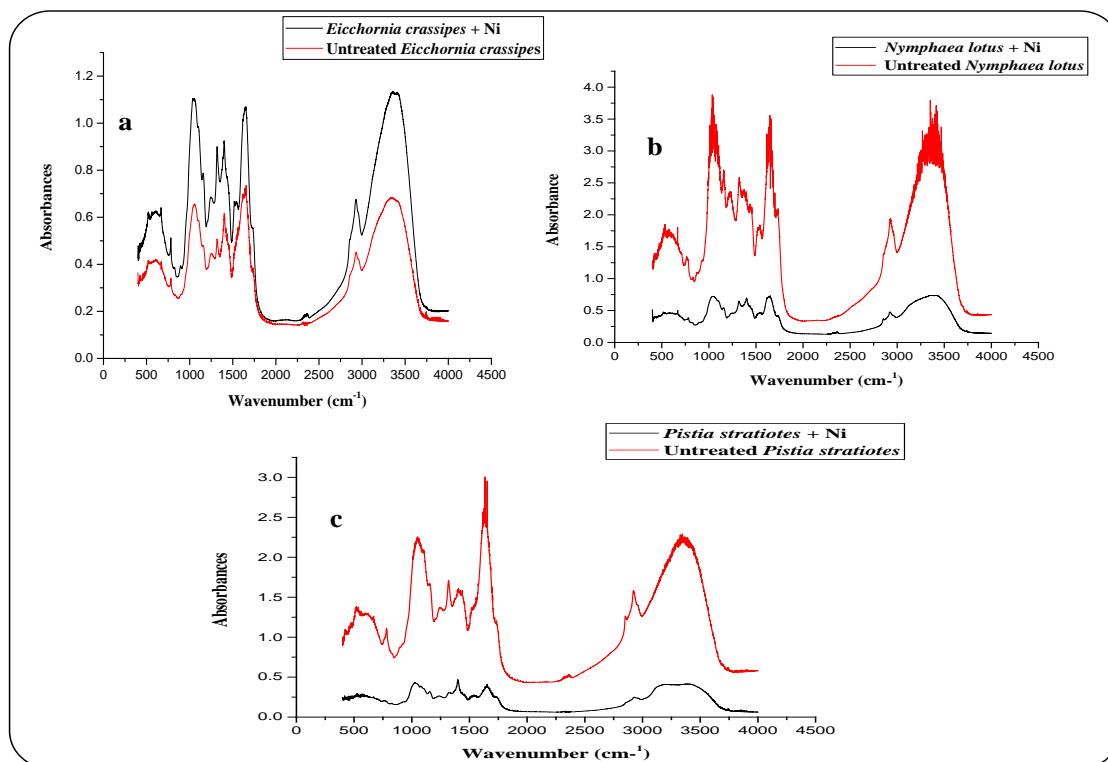 Eicchornia crassipes + Ni
Untreated Eicchornia crassipes
a
Absorbances
1.2
1.0
0.8
0.6
0.4
0.2
0.0
0 500 1000 1500 2000 2500 3000 3500 4000 4500
Wavenumber (cm-1)
Nymphaea lotus + Ni
Untreated Nymphaea lotus
b
Absorbance
4.0
3.5
3.0
2.5
2.0
1.5
1.0
0.5
0.0
0 500 1000 1500 2000 2500 3000 3500 4000 4500
Wavenumber (cm-1)
Pistia stratiotes + Ni
Untreated Pistia stratiotes
c
Absorbances
3.0
2.5
2.0
1.5
1.0
0.5
0.0
0 500 1000 1500 2000 2500 3000 3500 4000 4500
Wavenumber (cm-1)